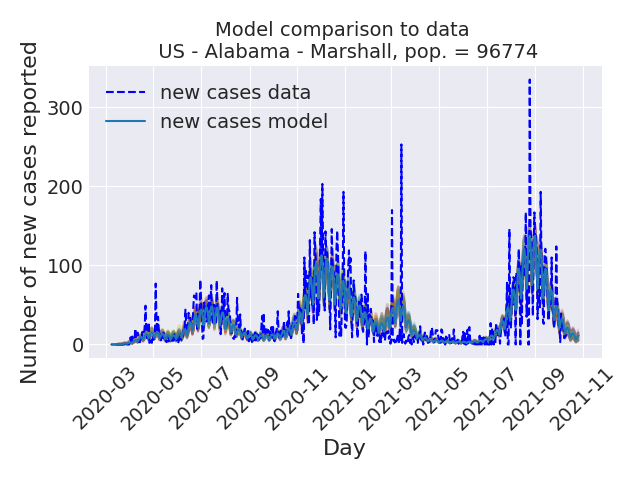 Model comparison to data
US - Alabama - Marshall, pop. = 96774
Number of new cases reported
new cases data
new cases model
300
200
100
0
2020-03
2020-05
2020-07
2020-09
2020-11
2021-01
2021-03
2021-05
2021-07
2021-09
2021-11
Day